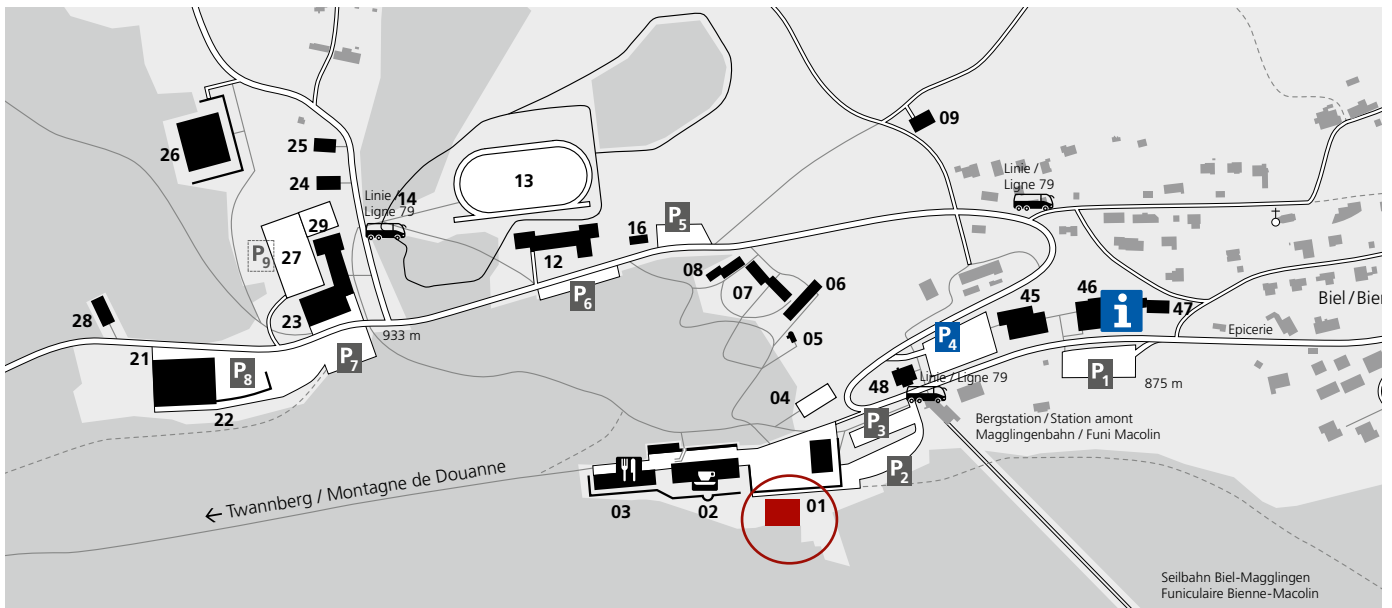 09
26
25
24
Linie /
Ligne 79
14
13
Linie /
Ligne 79
29
27
P9
16
P5
12
08
07
06
P6
45
46
i
47
Biel / Bien
28
23
933 m
05
P4
Epicerie
21
P8
P7
P1
875 m
22
04
48
Linie / Ligne 79
P3
Bergstation / Station amont
Magglingenbahn / Funi Macolin
P2
← Twannberg / Montagne de Douanne
03
02
01
Seilbahn Biel-Magglingen
Funiculaire Bienne-Macolin